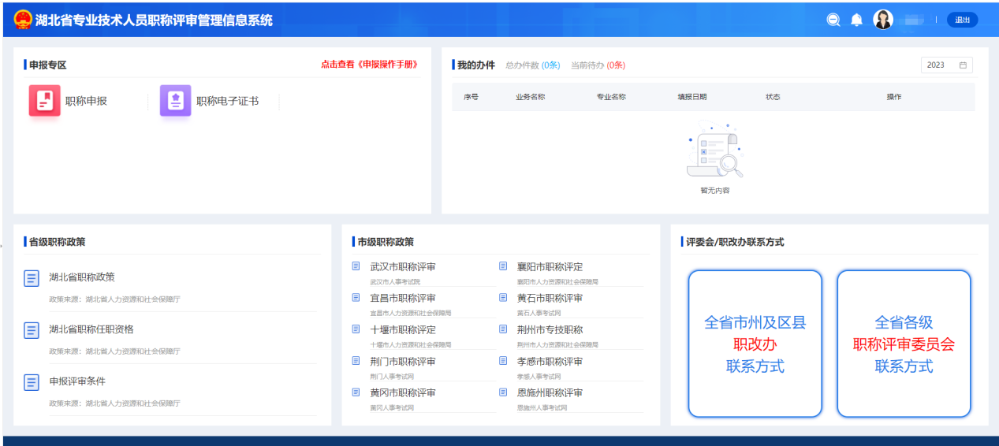 湖北省专业技术人员职称评审管理信息系统
退出
申报专区
点击查看《申报操作手册》
职称申报
职称电子证书
我的办件 总办件数 (0条) 当前待办 (0条)
2023
序号 业务名称 专业名称 填报日期 状态 操作
暂无内容
省级职称政策
湖北省职称政策
政策来源：湖北省人力资源和社会保障厅
湖北省职称任职资格
政策来源：湖北省人力资源和社会保障厅
申报评审条件
政策来源：湖北省人力资源和社会保障厅
市级职称政策
武汉市职称评审
武汉市人事考试院
襄阳市职称评定
襄阳市人力资源和社会保障局
宜昌市职称评审
宜昌市人力资源和社会保障局
黄石市职称评审
黄石人事考试网
十堰市职称评定
十堰市人力资源和社会保障局
荆州市专技职称
荆州市人力资源和社会保障局
荆门市职称评审
荆门人事考试网
孝感市职称评审
孝感人事考试网
黄冈市职称评审
黄冈人事考试网
恩施州职称评审
恩施州人事考试网
评委会/职改办联系方式
全省市州及区县
职改办
联系方式
全省各级
职称评审委员会
联系方式